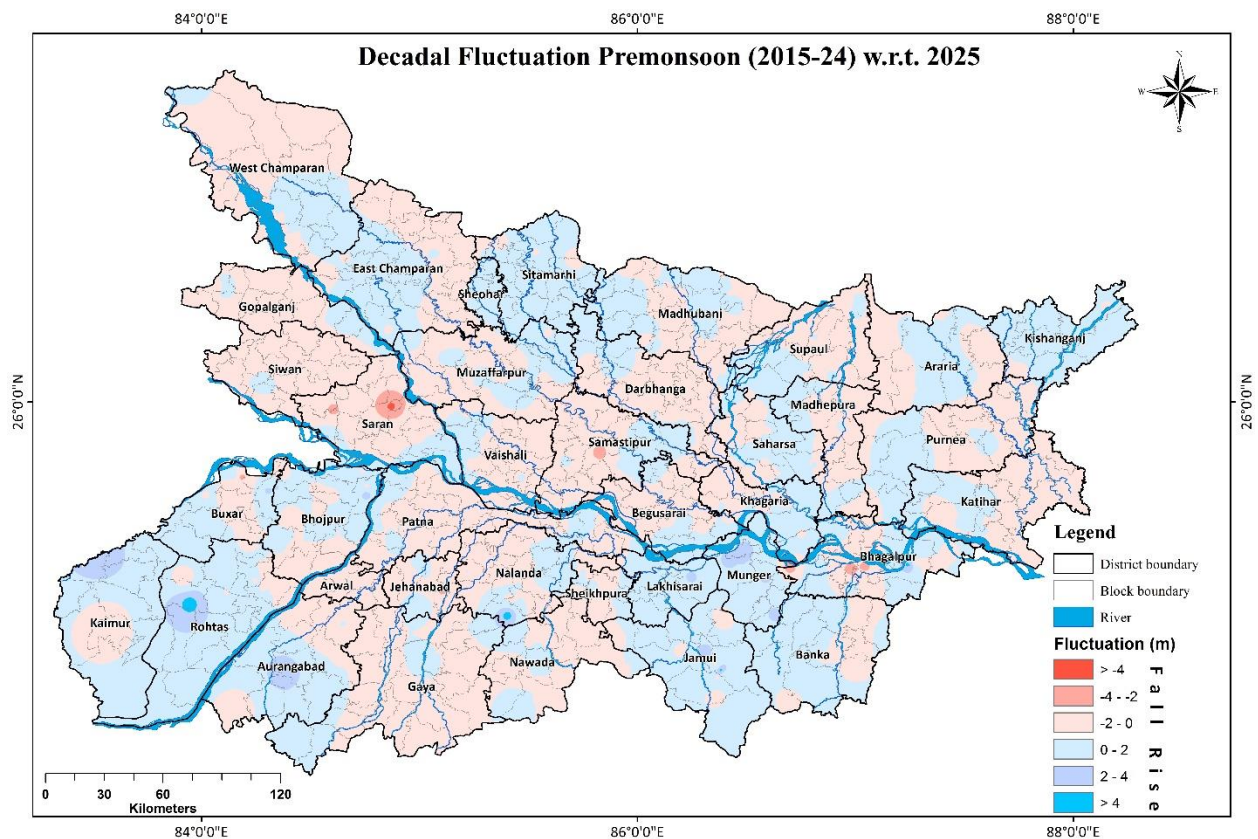 84°0'0"E 86°0'0"E 88°0'0"E
Decadal Fluctuation Premonsoon (2015-24) w.r.t. 2025
N
W E
S
West Champaran
East Champaran
Sitamarhi
Sheohar
Gopalganj
Madhubani
Kishanganj
Supaul
Araria
Siwan
Muzaffarpur
Darbhanga
Madhepura
26°0'0"N
26°0'0"N
Saran
Samastipur
Saharsa
Purnea
Vaishali
Katihar
Khagaria
Buxar
Bhojpur
Patna
Begusarai
Bhagalpur
Arwal
Jehanabad
Nalanda
Sheikhpura
Lakhisarai
Munger
Kaimur
Rohtas
Aurangabad
Gaya
Nawada
Jamui
Banka
Legend
District boundary
Block boundary
River
Fluctuation (m)
> -4
-4 - -2
-2 - 0
0 - 2
2 - 4
> 4
Fall Rise
0 30 60 120
Kilometers
84°0'0"E 86°0'0"E 88°0'0"E